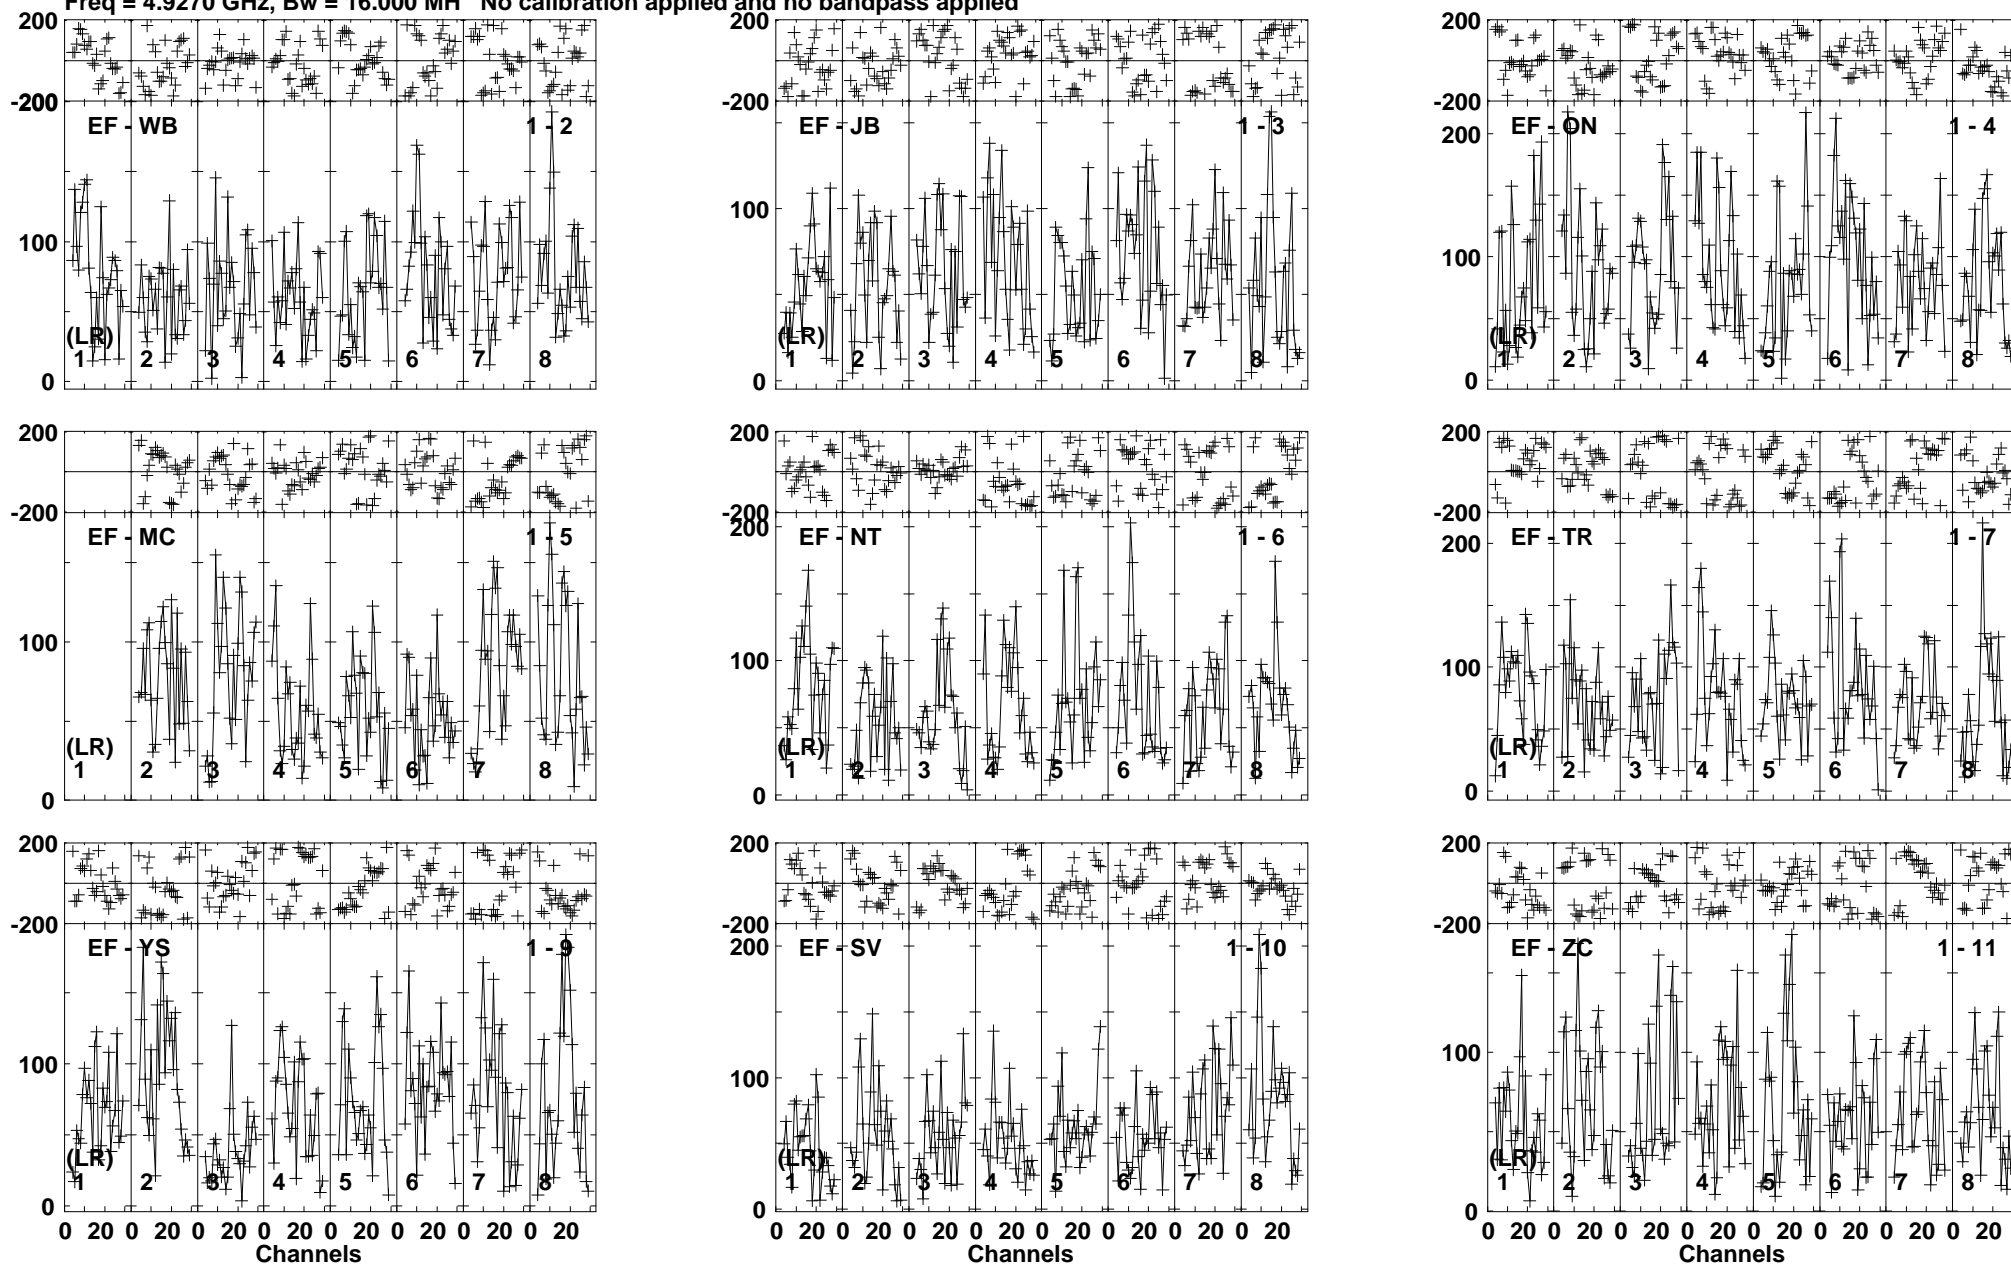 Freq = 4.9270 GHz, Bw = 16.000 MH No calibration applied and no bandpass applied
200 200 200
-200 -200 -200
EF - WB 1 - 2 EF - JB 1 - 3 EF - ON 1 - 4
200
100 100 100
(LR) (LR) (LR)
1 2 3 4 5 6 7 8 1 2 3 4 5 6 7 8 1 2 3 4 5 6 7 8
0 0 0
200 200 200
-200 -200 -200
EF - MC 1 - 5 EF - NT 1 - 6 EF - TR 1 - 7
200 200
100 100 100
(LR) (LR) (LR)
1 2 3 4 5 6 7 8 1 2 3 4 5 6 7 8 1 2 3 4 5 6 7 8
0 0 0
200 200 200
-200 -200 -200
EF - YS 1 - 9 EF - SV 1 - 10 EF - ZC 1 - 11
200
100 100 100
(LR) (LR) (LR)
1 2 3 4 5 6 7 8 1 2 3 4 5 6 7 8 1 2 3 4 5 6 7 8
0 0 0
0 20 0 20 0 20 0 20 0 20 0 20 0 20 0 20 0 20 0 20 0 20 0 20 0 20 0 20 0 20 0 20 0 20 0 20 0 20 0 20 0 20 0 20 0 20 0 20
Channels Channels Channels